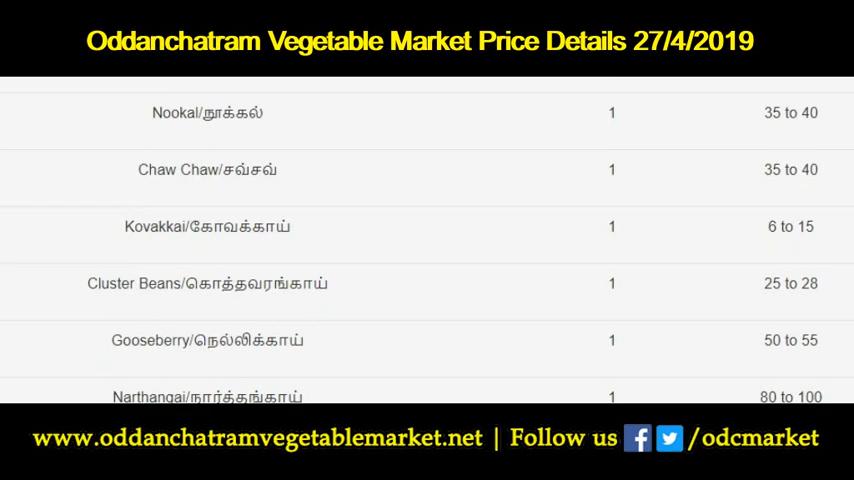 Oddanchatram Vegetable Market Price Details 27/4/2019
Nookal/நூக்கல் 1 35 to 40
Chaw Chaw/சவ்சவ் 1 35 to 40
Kovakkai/கோவக்காய் 1 6 to 15
Cluster Beans/கொத்தவரங்காய் 1 25 to 28
Gooseberry/நெல்லிக்காய் 1 50 to 55
Narthangai/நார்த்தங்காய் 1 80 to 100
www.oddanchatramvegetablemarket.net | Follow us /odcmarket